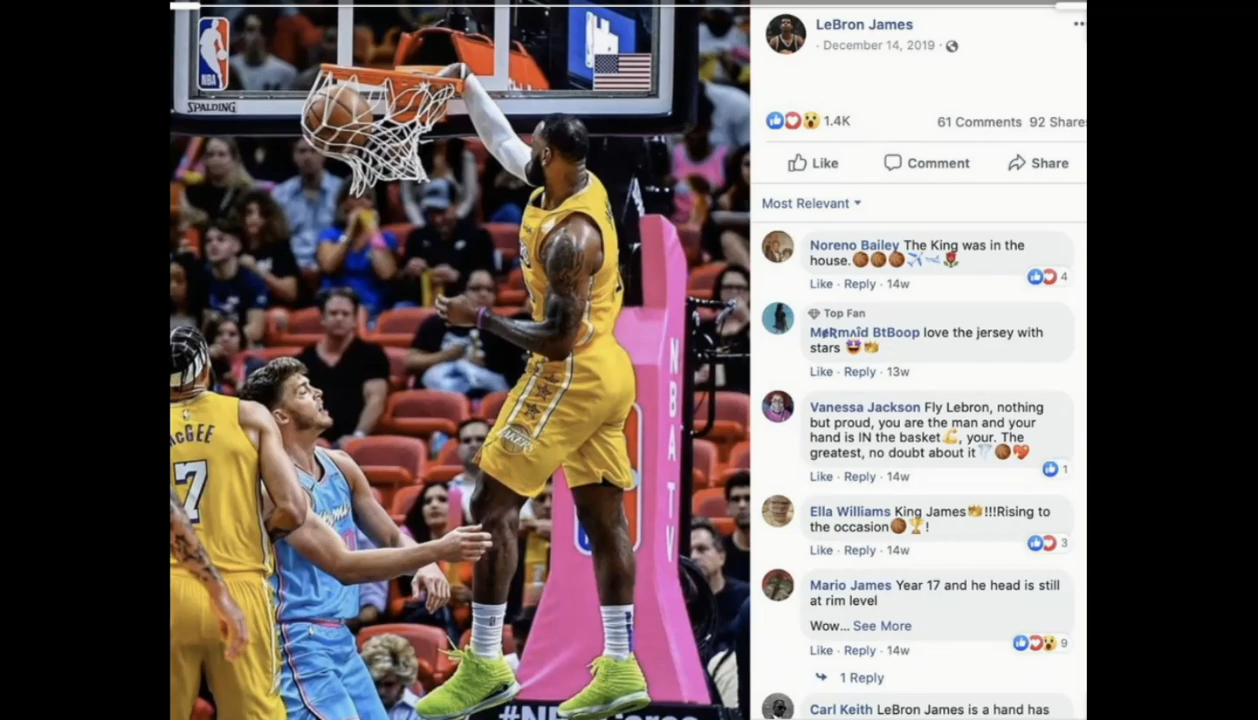 NBA
SPALDING
McGEE
7
LAKERS
NBA TV
LeBron James
December 14, 2019
1.4K
61 Comments 92 Share
Like
Comment
Share
Most Relevant
Noreno Bailey The King was in the
house.🏀🏀🏀✈️🛩️🌹
4
Like · Reply · 14w
Top Fan
MøƦmʌîd BtBoop love the jersey with
stars 🤩👑
Like · Reply · 13w
Vanessa Jackson Fly Lebron, nothing
but proud, you are the man and your
hand is IN the basket💪, your. The
greatest, no doubt about it🏀💖
1
Like · Reply · 14w
Ella Williams King James👑!!!Rising to
the occasion🏀🏆!
3
Like · Reply · 14w
Mario James Year 17 and he head is still
at rim level
Wow... See More
9
Like · Reply · 14w
1 Reply
Carl Keith LeBron James is a hand has